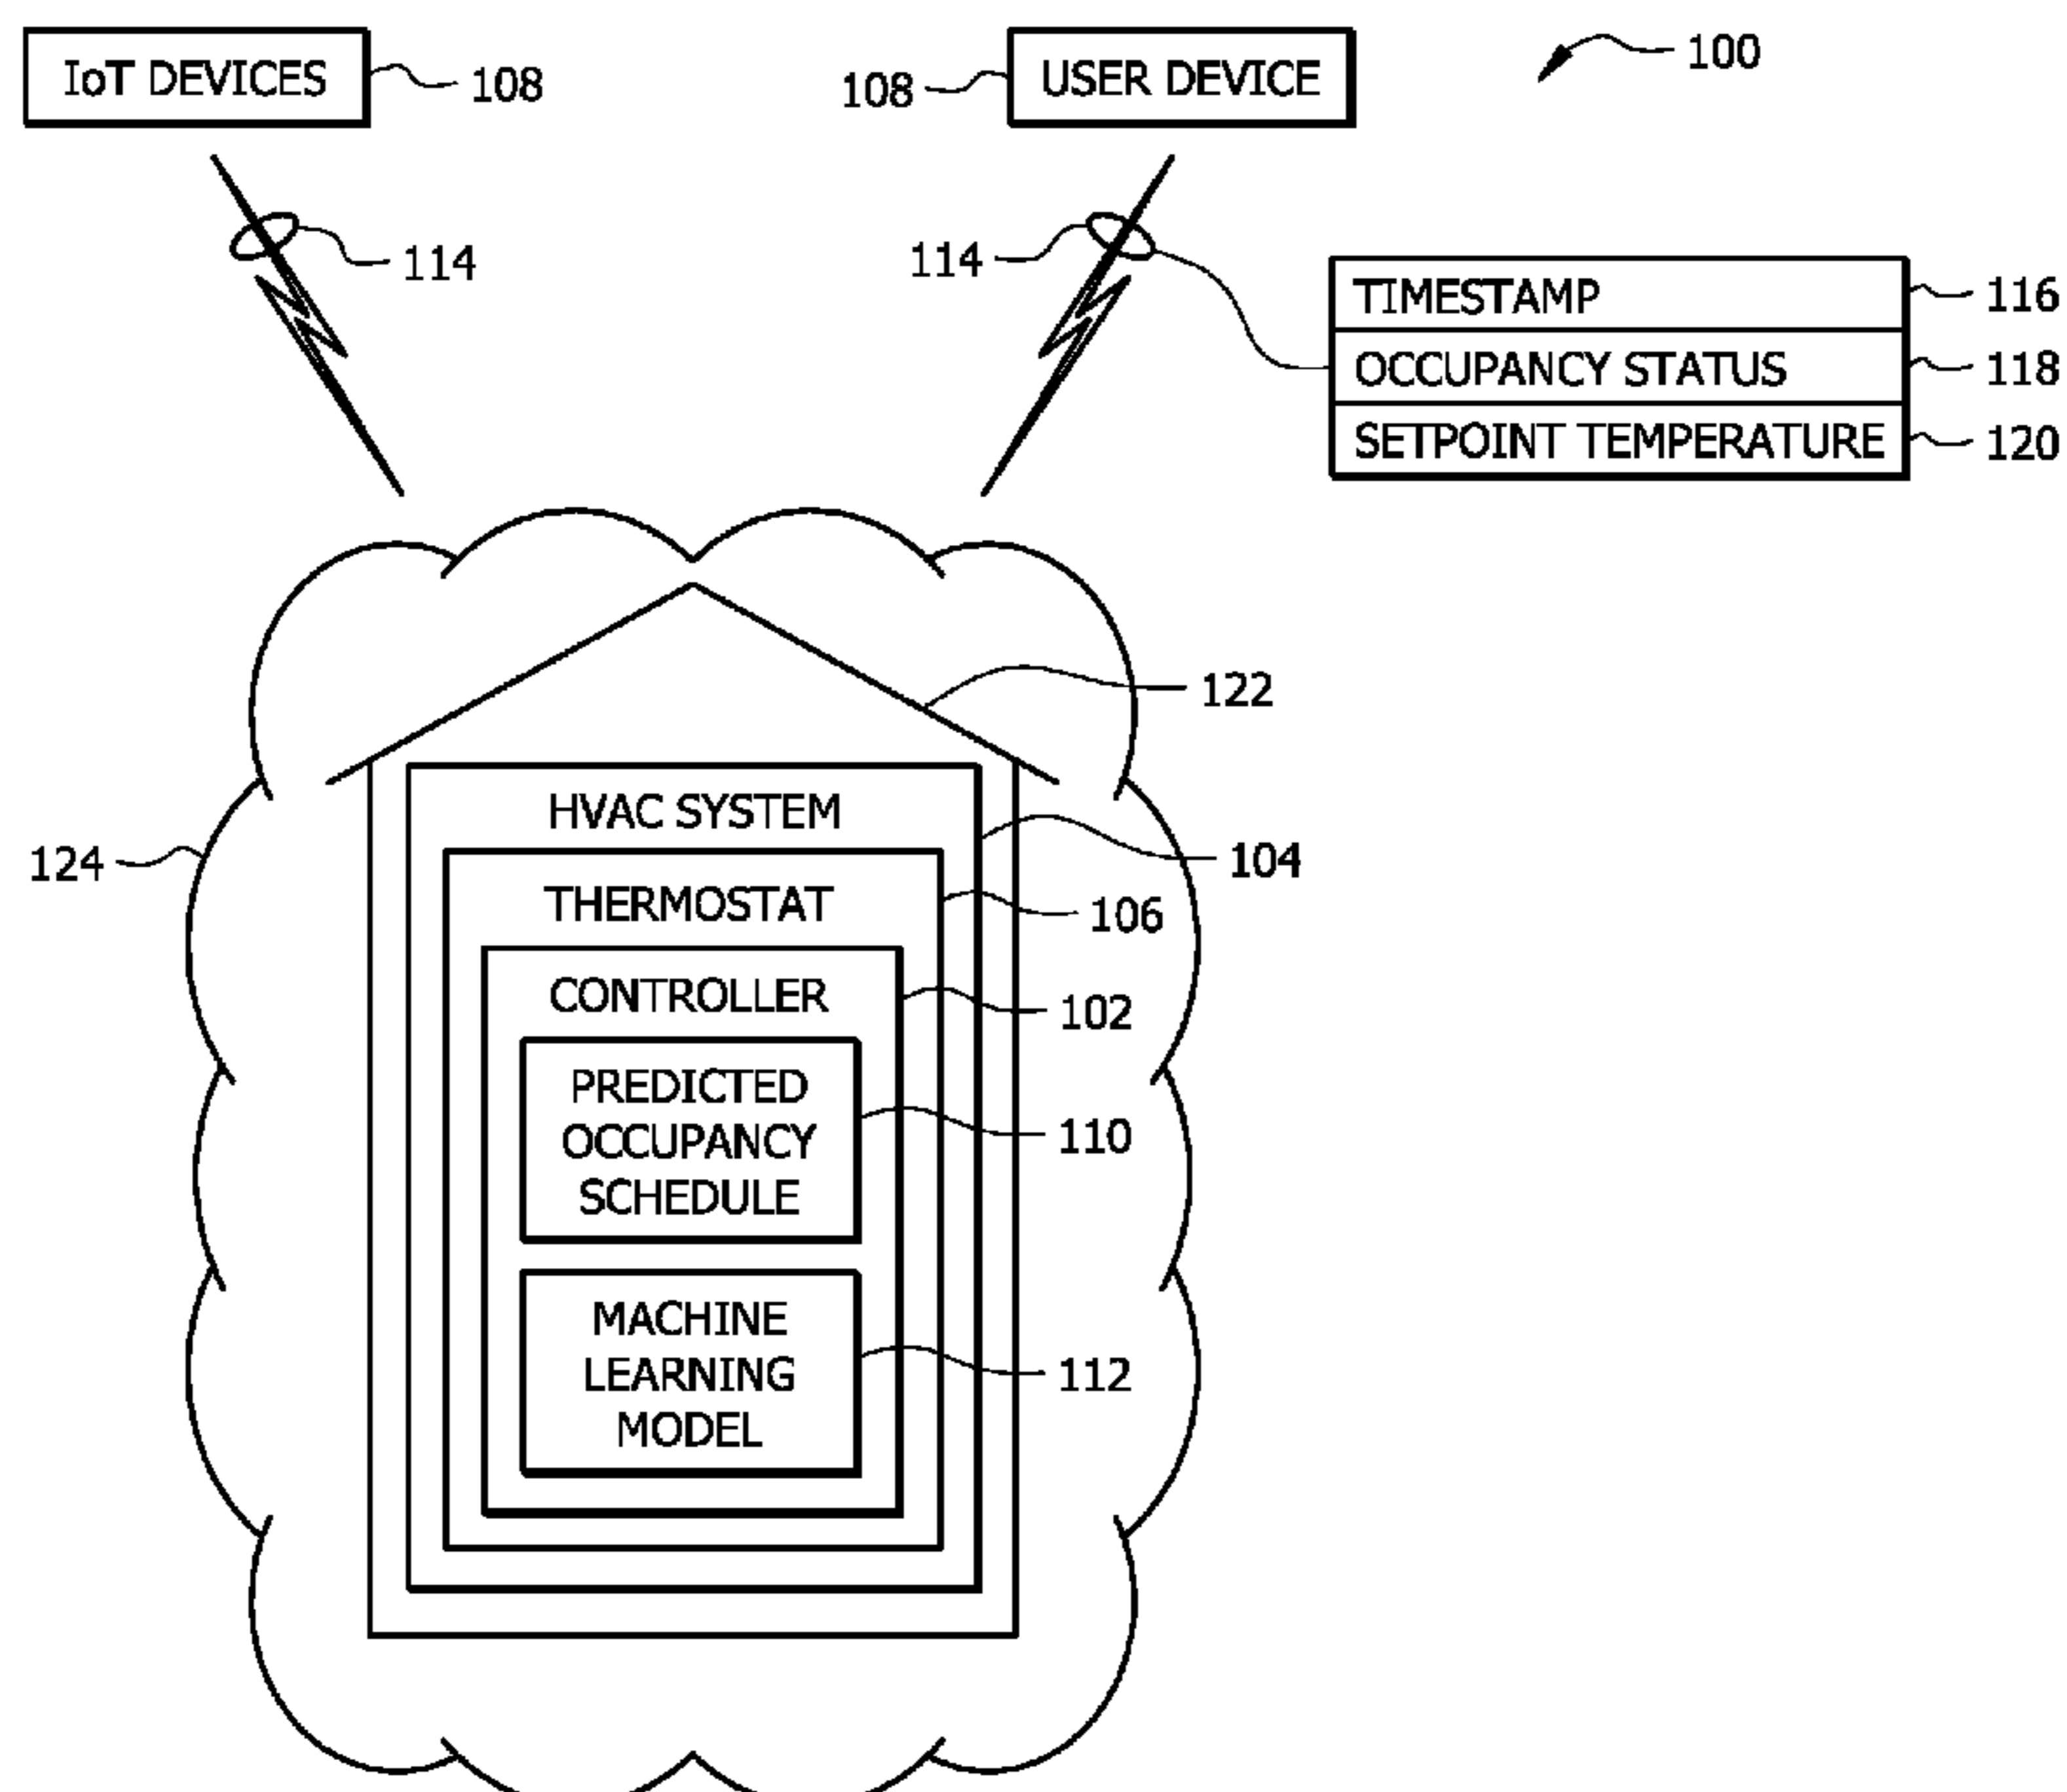 IoT DEVICES
108
108
USER DEVICE
100
114
114
TIMESTAMP
116
OCCUPANCY STATUS
118
SETPOINT TEMPERATURE
120
122
HVAC SYSTEM
124
104
THERMOSTAT
106
CONTROLLER
102
PREDICTED
OCCUPANCY
SCHEDULE
110
MACHINE
LEARNING
MODEL
112